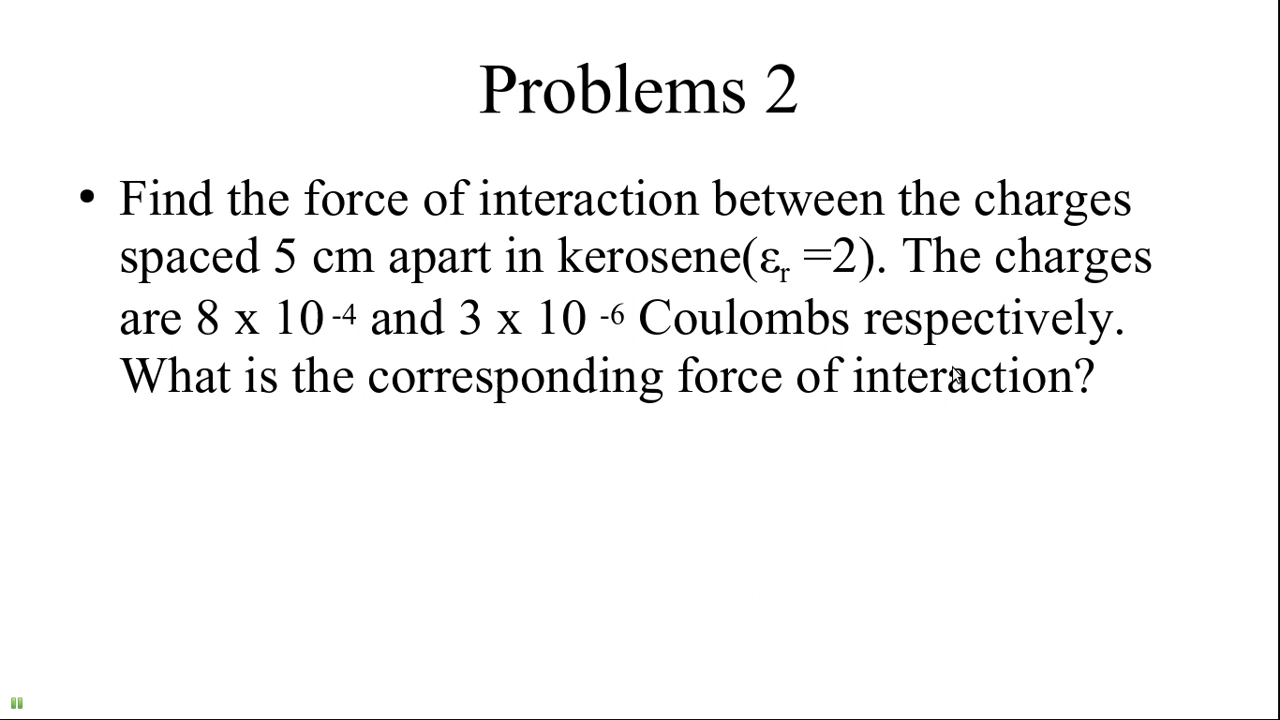 Problems 2
• Find the force of interaction between the charges
spaced 5 cm apart in kerosene(εᵣ =2). The charges
are 8 x 10 ⁻⁴ and 3 x 10 ⁻⁶ Coulombs respectively.
What is the corresponding force of interaction?